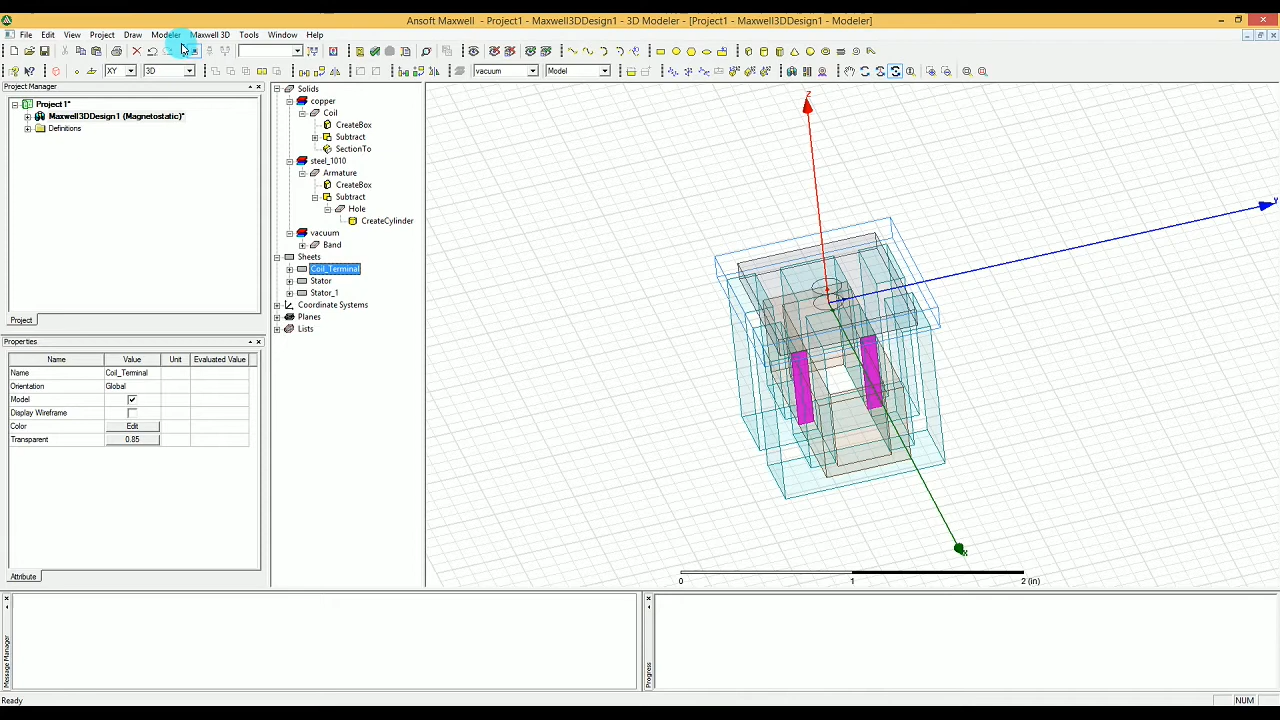 Ansoft Maxwell - Project1 - Maxwell3DDesign1 - 3D Modeler - [Project1 - Maxwell3DDesign1 - Modeler]
File Edit View Project Draw Modeler Maxwell 3D Tools Window Help
XY 3D vacuum Model
Project Manager
Project1*
Maxwell3DDesign1 (Magnetostatic)*
Definitions
Project
Properties
Name Value Unit Evaluated Value
Name Coil_Terminal
Orientation Global
Model
Display Wireframe
Color Edit
Transparent 0.85
Attribute
Solids
copper
Coil
CreateBox
Subtract
SectionTo
steel_1010
Armature
CreateBox
Subtract
Hole
CreateCylinder
vacuum
Band
Sheets
Coil_Terminal
Stator
Stator_1
Coordinate Systems
Planes
Lists
Z
Y
X
0 1 2 (in)
Message Manager
Progress
Ready
NUM